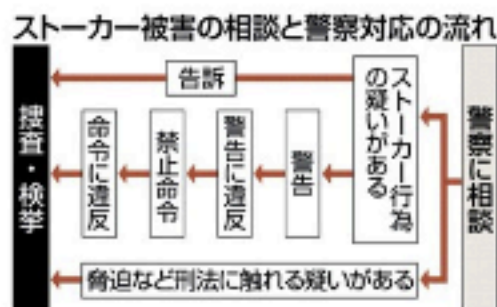 ストーカー被害の相談と警察対応の流れ
警察に相談
ストーカー行為
の疑いがある
告訴
警告
警告に違反
禁止命令
命令に違反
脅迫など刑法に触れる疑いがある
捜査・検挙